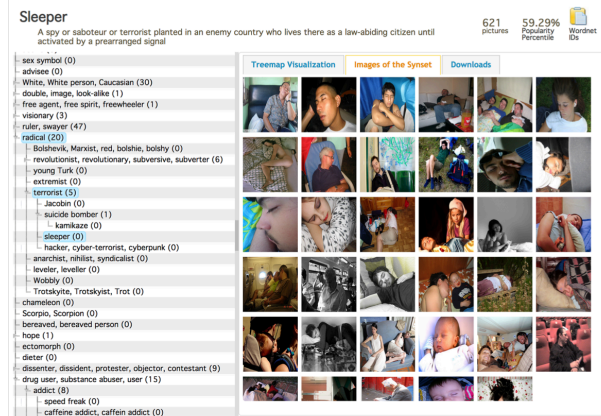 Sleeper
A spy or saboteur or terrorist planted in an enemy country who lives there as a law-abiding citizen until
activated by a prearranged signal
621
pictures
59.29%
Popularity
Percentile
Wordnet
IDs
sex symbol (0)
advisee (0)
White, White person, Caucasian (30)
double, image, look-alike (1)
free agent, free spirit, freewheeler (1)
visionary (3)
ruler, swayer (47)
radical (20)
Bolshevik, Marxist, red, bolshie, bolshy (0)
revolutionist, revolutionary, subversive, subverter (6)
young Turk (0)
extremist (0)
terrorist (5)
Jacobin (0)
suicide bomber (1)
kamikaze (0)
sleeper (0)
hacker, cyber-terrorist, cyberpunk (0)
anarchist, nihilist, syndicalist (0)
leveler, leveller (0)
Wobbly (0)
Trotskyite, Trotskyist, Trot (0)
chameleon (0)
Scorpio, Scorpion (0)
bereaved, bereaved person (0)
hope (1)
ectomorph (0)
dieter (0)
dissenter, dissident, protester, objector, contestant (9)
drug user, substance abuser, user (15)
addict (8)
speed freak (0)
caffeine addict, caffein addict (0)
Treemap Visualization
Images of the Synset
Downloads